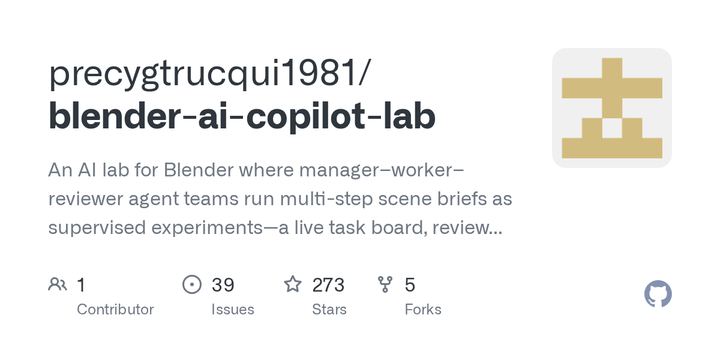 precygtrucqui1981/
blender-ai-copilot-lab
An AI lab for Blender where manager–worker–
reviewer agent teams run multi-step scene briefs as
supervised experiments—a live task board, review...
1
Contributor
39
Issues
273
Stars
5
Forks